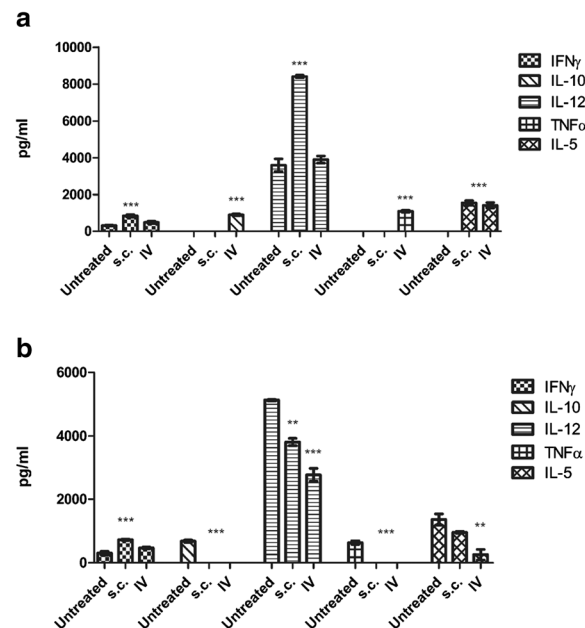 a
10000
8000
6000
4000
2000
0
pg/ml
***
***
***
***
***
Untreated s.c. IV Untreated s.c. IV Untreated s.c. IV Untreated s.c. IV Untreated s.c. IV
IFNγ
IL-10
IL-12
TNFα
IL-5
b
6000
4000
2000
0
pg/ml
***
***
**
***
***
**
Untreated s.c. IV Untreated s.c. IV Untreated s.c. IV Untreated s.c. IV Untreated s.c. IV
IFNγ
IL-10
IL-12
TNFα
IL-5